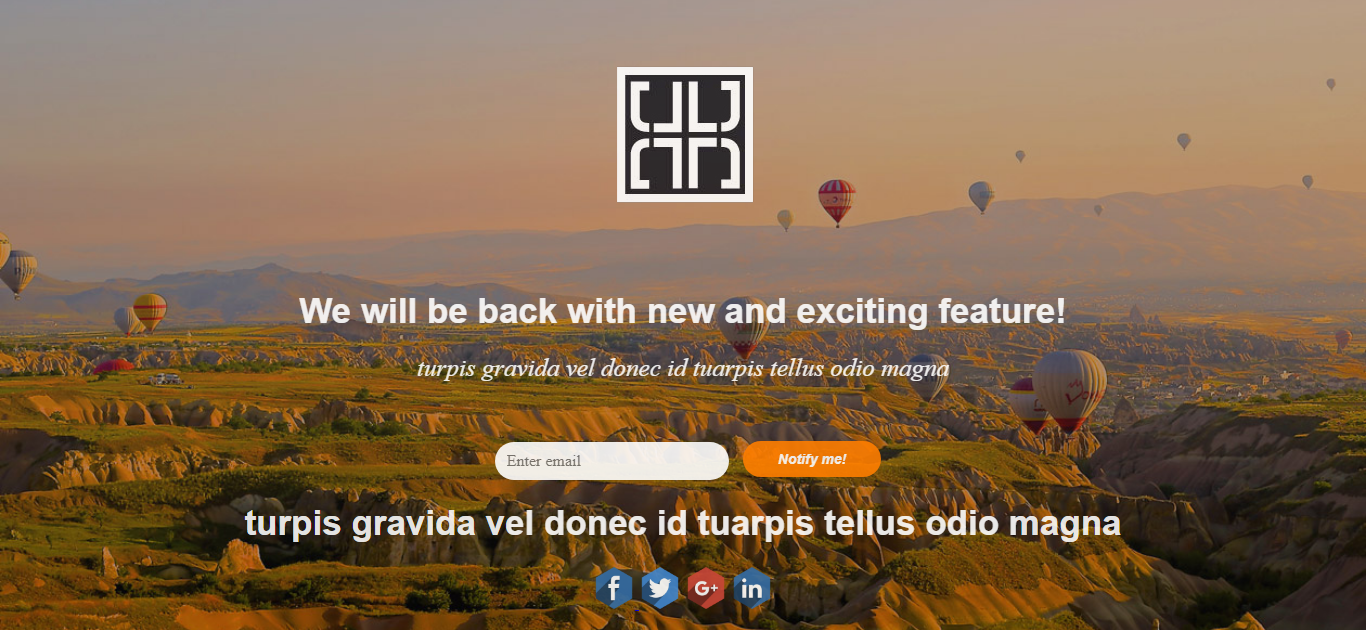 We will be back with new and exciting feature!
turpis gravida vel donec id tuarpis tellus odio magna
Enter email
Notify me!
turpis gravida vel donec id tuarpis tellus odio magna
f
G+
in